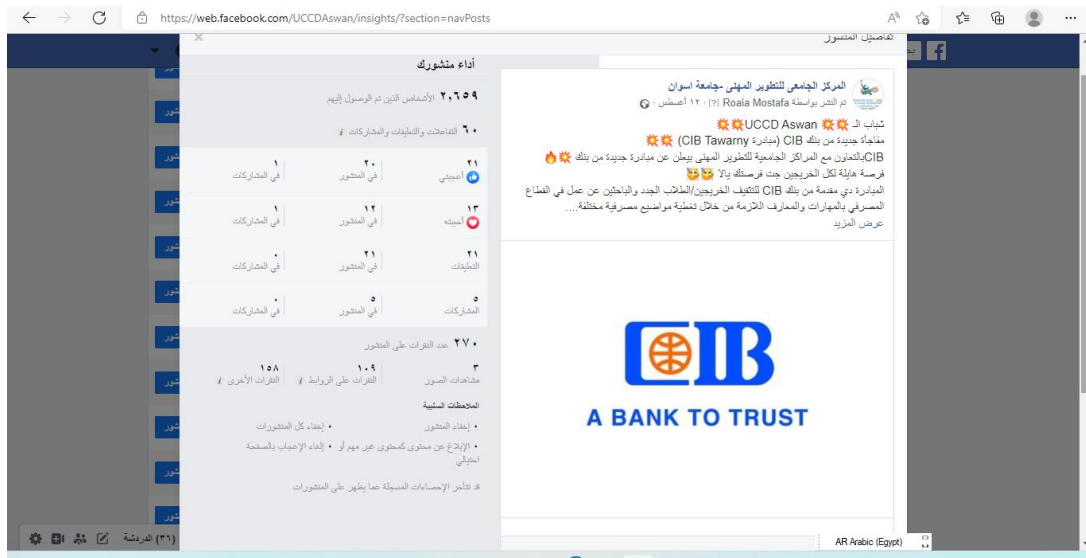 https://web.facebook.com/UCCDAswan/insights/?section=navPosts
تفاصيل المنشور
أداء منشورك
٢,٦٥٩ الأشخاص الذين تم الوصول إليهم
٦٠ التفاعلات والتعليقات والمشاركات
٢١ ٢٠ ١
أعجبني في المنشور في المشاركات
١٣ ١٢ ١
أحببته في المنشور في المشاركات
٢١ ٢١ ٠
التعليقات في المنشور في المشاركات
٥ ٥ ٠
المشاركات في المنشور في المشاركات
٢٧٠ عدد النقرات على المنشور
٣ ١٠٩ ١٥٨
مشاهدات الصور النقرات على الروابط النقرات الأخرى
الملاحظات السلبية
• إخفاء المنشور • إخفاء كل المنشورات
• الإبلاغ عن محتوى كمحتوى غير مهم أو احتيالي • إلغاء الإعجاب بالصفحة
قد تتأخر الإحصاءات المسجلة عما يظهر على المنشورات
المركز الجامعى للتطوير المهنى -جامعة اسوان
تم النشر بواسطة Roaia Mostafa [؟] · ١٢ أغسطس ·
شباب الـ 💥💥UCCD Aswan 💥💥
مفاجأة جديدة من بنك CIB (مبادرة CIB Tawarny) 💥💥
CIBبالتعاون مع المراكز الجامعية للتطوير المهنى بيعلن عن مبادرة جديدة من بنك 💥🔥
فرصة هايلة لكل الخريجين جت فرصتك يالا 🥰🥰
المبادرة دي مقدمة من بنك CIB للتثقيف الخريجين/الطلاب الجدد والباحثين عن عمل في القطاع
المصرفي بالمهارات والمعارف اللازمة من خلال تغطية مواضيع مصرفية مختلفة....
عرض المزيد
CIB
A BANK TO TRUST
الدردشة (٣٦)
AR Arabic (Egypt)